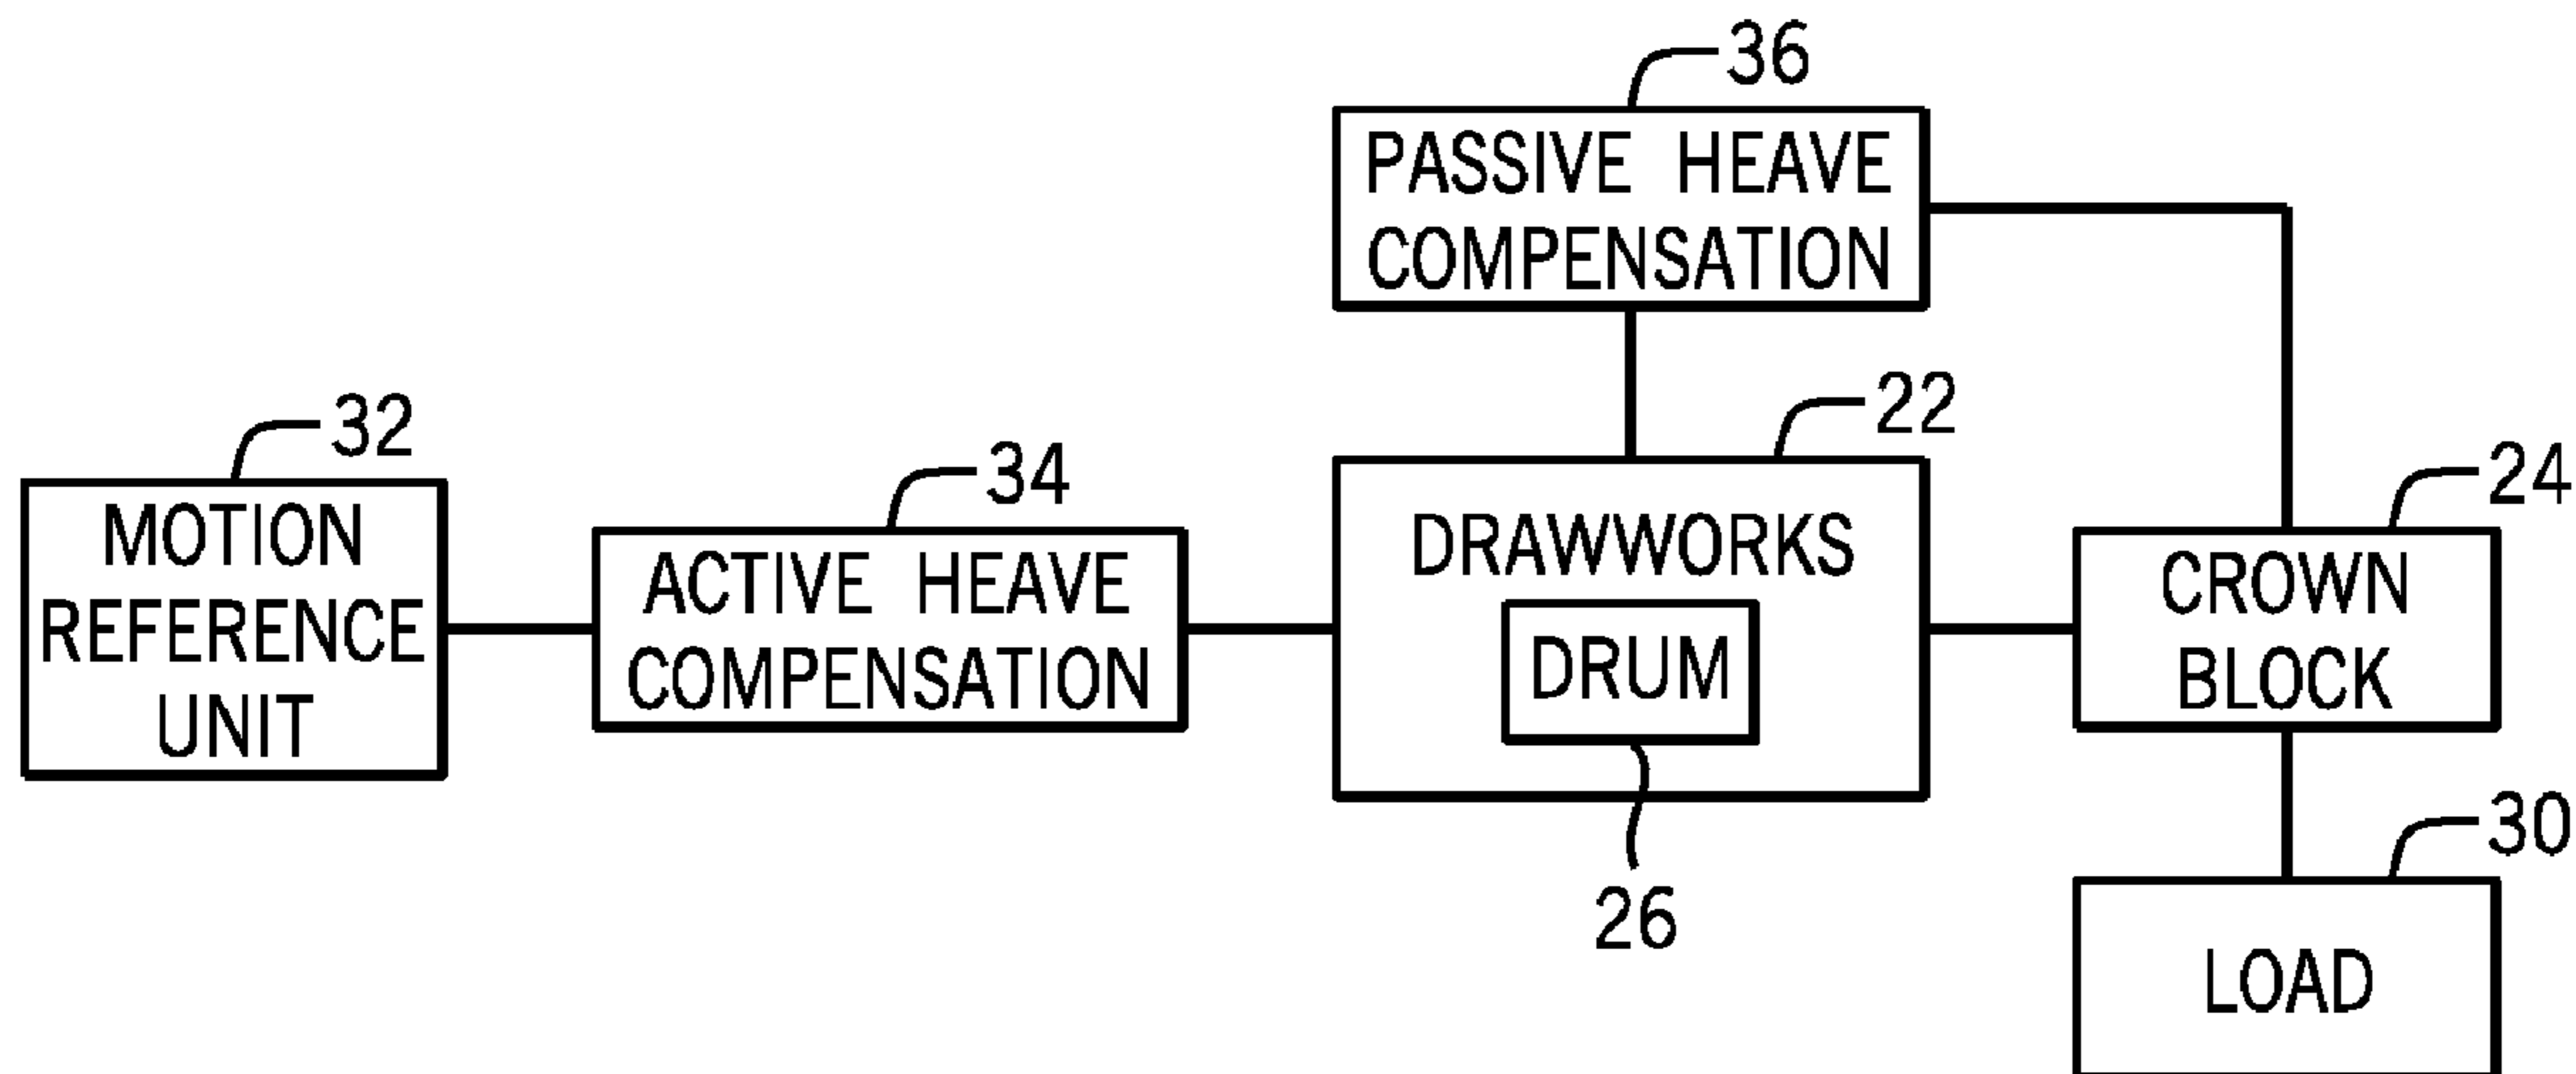 36
PASSIVE HEAVE
COMPENSATION
32
MOTION
REFERENCE
UNIT
34
ACTIVE HEAVE
COMPENSATION
22
DRAWWORKS
DRUM
26
24
CROWN
BLOCK
30
LOAD